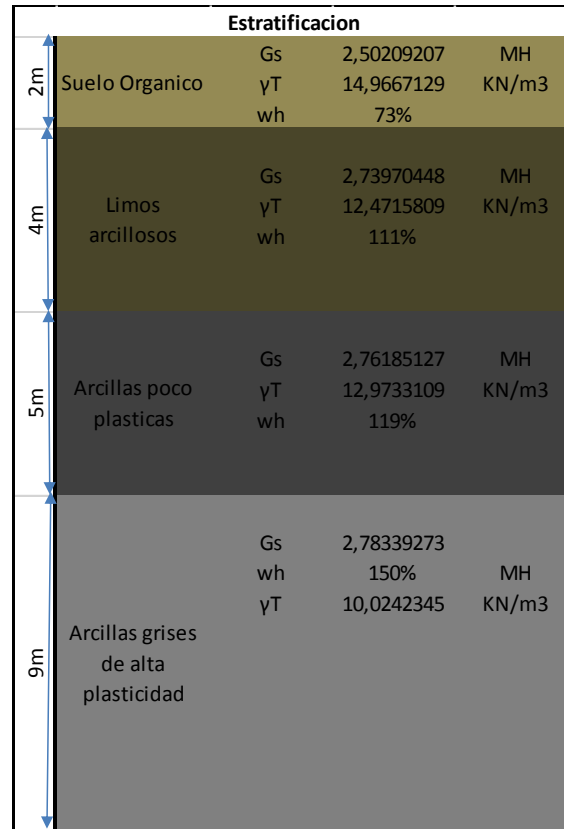 Estratificacion
2m
Suelo Organico
Gs 2,50209207 MH
γT 14,9667129 KN/m3
wh 73%
4m
Limos
arcillosos
Gs 2,73970448 MH
γT 12,4715809 KN/m3
wh 111%
5m
Arcillas poco
plasticas
Gs 2,76185127 MH
γT 12,9733109 KN/m3
wh 119%
9m
Arcillas grises
de alta
plasticidad
Gs 2,78339273
wh 150% MH
γT 10,0242345 KN/m3